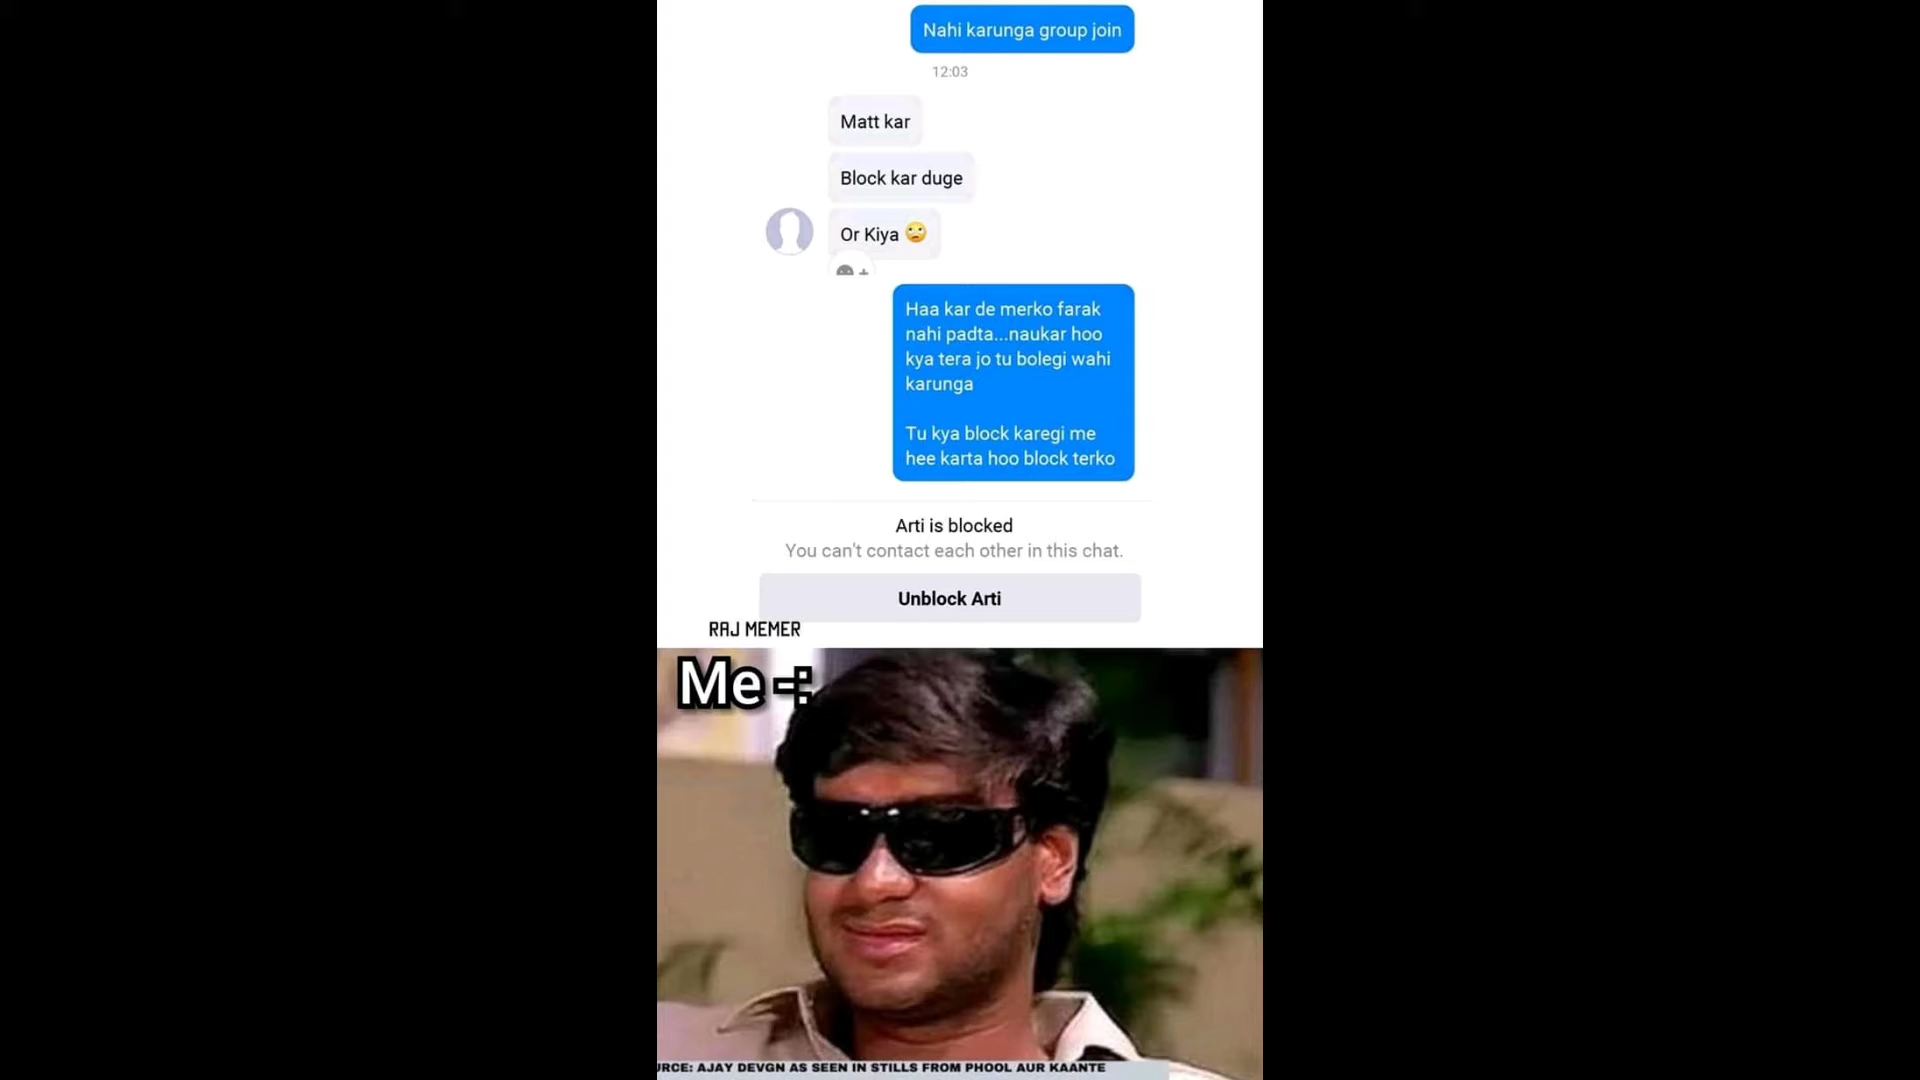 Nahi karunga group join
12:03
Matt kar
Block kar duge
Or Kiya 🙄
Haa kar de merko farak
nahi padta...naukar hoo
kya tera jo tu bolegi wahi
karunga
Tu kya block karegi me
hee karta hoo block terko
Arti is blocked
You can't contact each other in this chat.
Unblock Arti
RAJ MEMER
Me -:
URCE: AJAY DEVGN AS SEEN IN STILLS FROM PHOOL AUR KAANTE